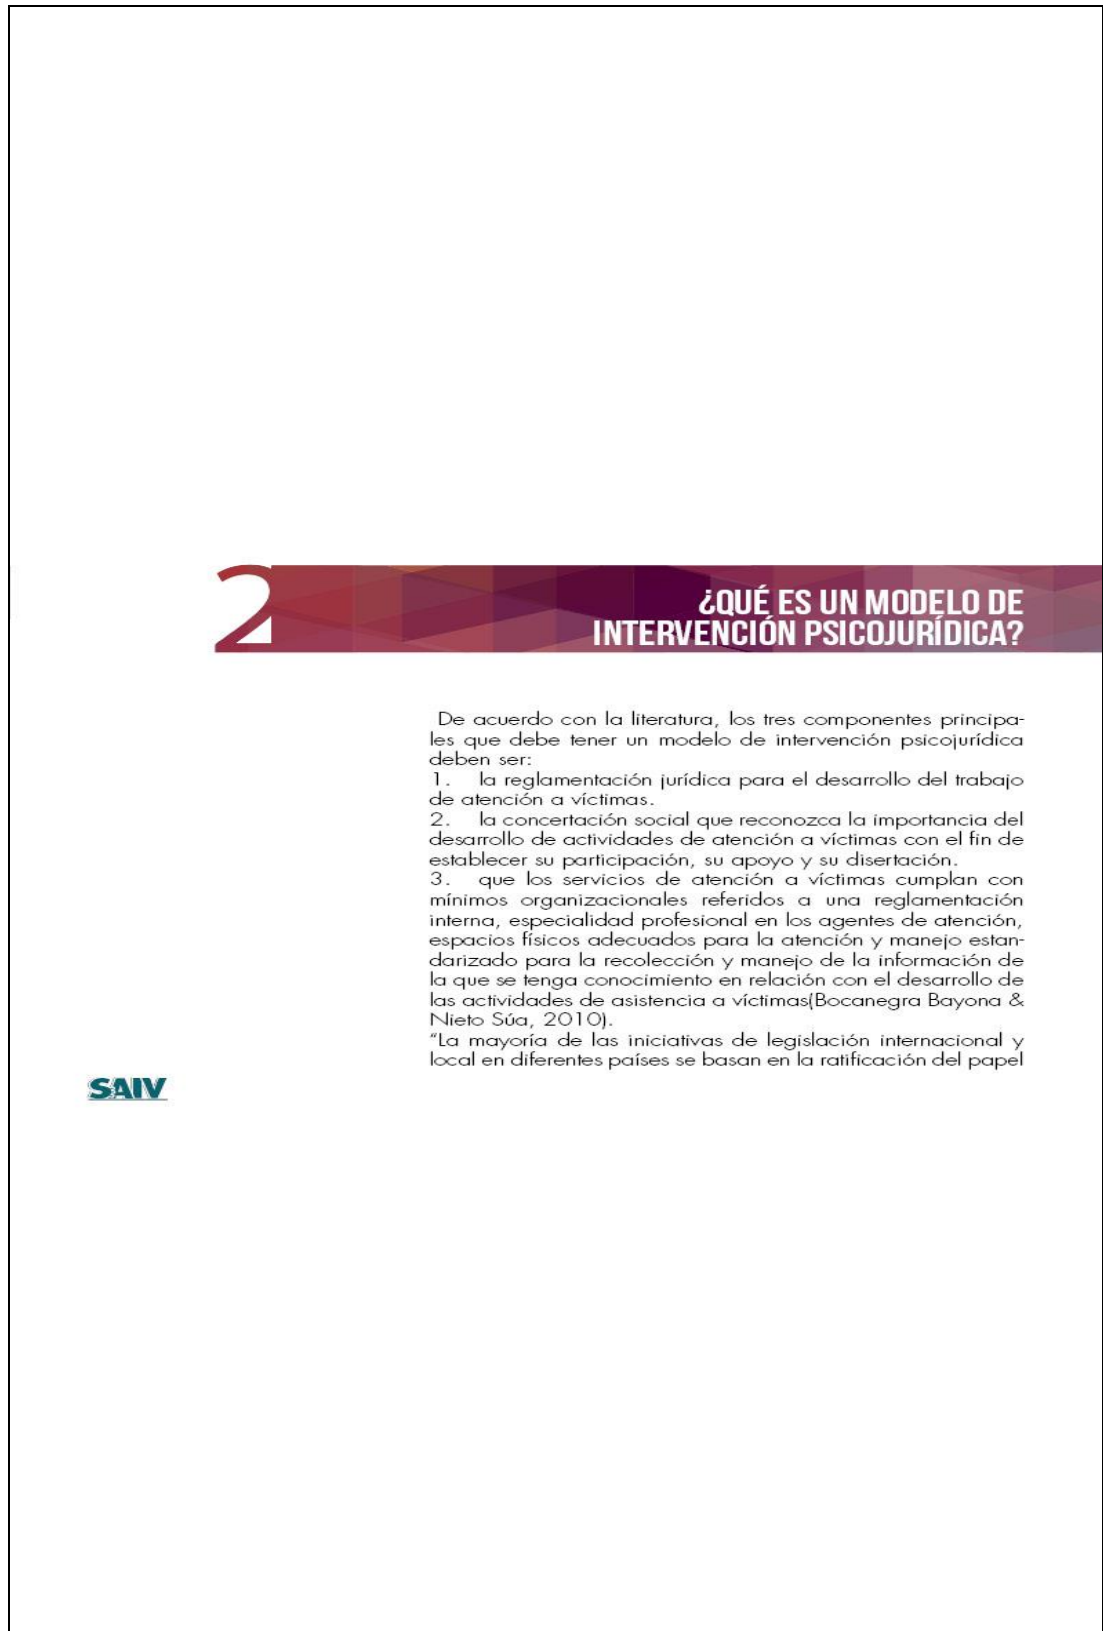 2
¿QUÉ ES UN MODELO DE
INTERVENCIÓN PSICOJURÍDICA?
De acuerdo con la literatura, los tres componentes principa-
les que debe tener un modelo de intervención psicojurídica
deben ser:
1. la reglamentación jurídica para el desarrollo del trabajo
de atención a víctimas.
2. la concertación social que reconozca la importancia del
desarrollo de actividades de atención a víctimas con el fin de
establecer su participación, su apoyo y su disertación.
3. que los servicios de atención a víctimas cumplan con
mínimos organizacionales referidos a una reglamentación
interna, especialidad profesional en los agentes de atención,
espacios físicos adecuados para la atención y manejo estan-
darizado para la recolección y manejo de la información de
la que se tenga conocimiento en relación con el desarrollo de
las actividades de asistencia a víctimas(Bocanegra Bayona &
Nieto Súa, 2010).
“La mayoría de las iniciativas de legislación internacional y
local en diferentes países se basan en la ratificación del papel
SAIV